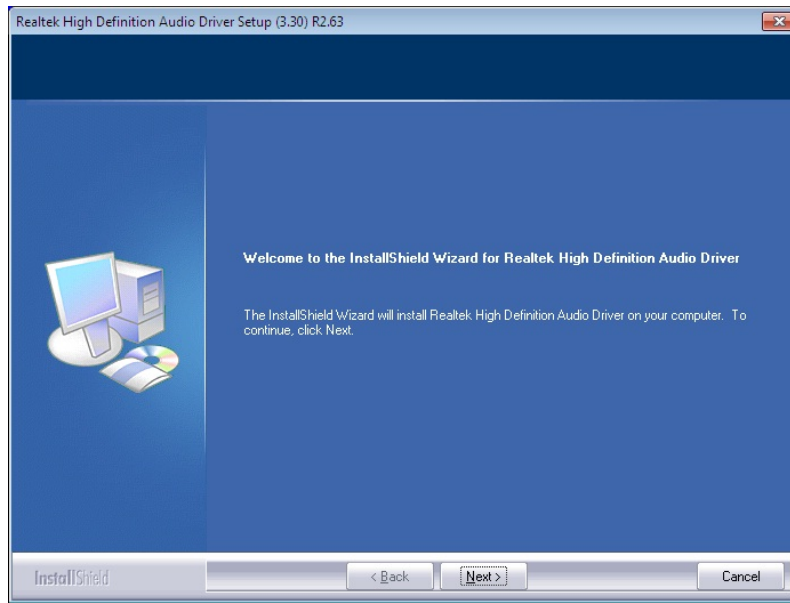 Realtek High Definition Audio Driver Setup (3.30) R2.63
Welcome to the InstallShield Wizard for Realtek High Definition Audio Driver
The InstallShield Wizard will install Realtek High Definition Audio Driver on your computer. To
continue, click Next.
InstallShield
< Back
Next >
Cancel